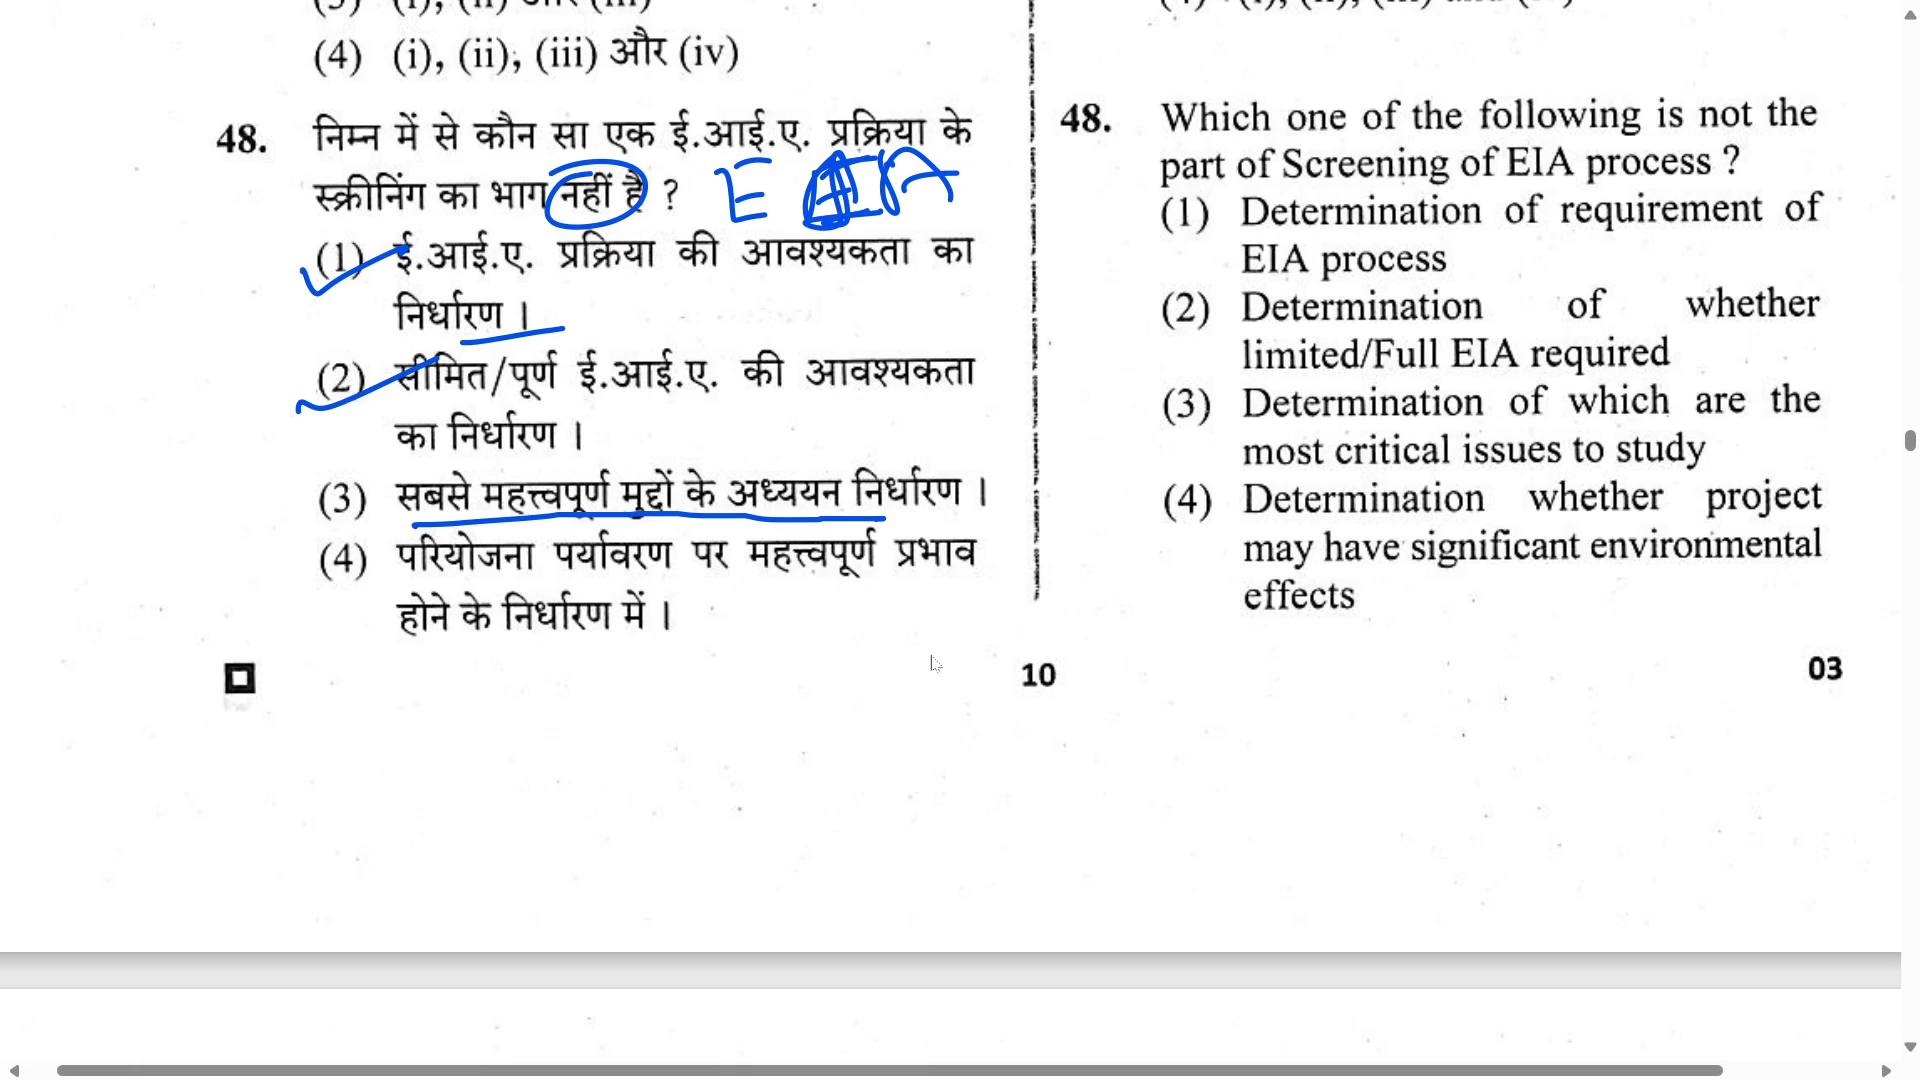 (4) (i), (ii), (iii) और (iv)
48. निम्न में से कौन सा एक ई.आई.ए. प्रक्रिया के
स्क्रीनिंग का भाग नहीं है ? E I A
(1) ई.आई.ए. प्रक्रिया की आवश्यकता का
निर्धारण ।
(2) सीमित/पूर्ण ई.आई.ए. की आवश्यकता
का निर्धारण ।
(3) सबसे महत्त्वपूर्ण मुद्दों के अध्ययन निर्धारण ।
(4) परियोजना पर्यावरण पर महत्त्वपूर्ण प्रभाव
होने के निर्धारण में ।
48. Which one of the following is not the
part of Screening of EIA process ?
(1) Determination of requirement of
EIA process
(2) Determination of whether
limited/Full EIA required
(3) Determination of which are the
most critical issues to study
(4) Determination whether project
may have significant environmental
effects
10
03